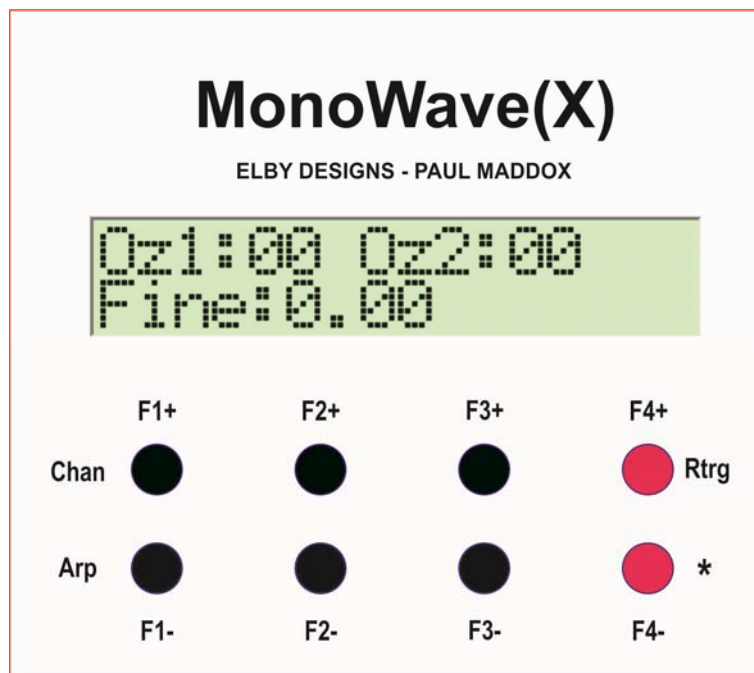 MonoWave(X)
ELBY DESIGNS - PAUL MADDOX
Oz1:00 Oz2:00
Fine:0.00
F1+ F2+ F3+ F4+
Chan Rtrg
Arp *
F1- F2- F3- F4-